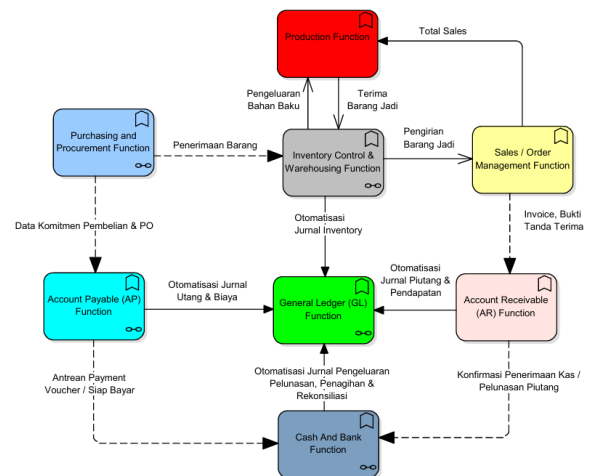 Production Function
Total Sales
Pengeluaran
Bahan Baku
Terima
Barang Jadi
Purchasing and
Procurement Function
Penerimaan Barang
Inventory Control &
Warehousing Function
Pengirian
Barang Jadi
Sales / Order
Management Function
Data Komitmen Pembelian & PO
Otomatisasi
Jurnal Inventory
Invoice, Bukti
Tanda Terima
Account Payable (AP)
Function
Otomatisasi Jurnal
Utang & Biaya
General Ledger (GL)
Function
Otomatisasi
Jurnal Piutang &
Pendapatan
Account Receivable
(AR) Function
Antrean Payment
Voucher / Siap Bayar
Otomatisasi Jurnal Pengeluaran
Pelunasan, Penagihan &
Rekonsiliasi
Konfirmasi Penerimaan Kas /
Pelunasan Piutang
Cash And Bank
Function